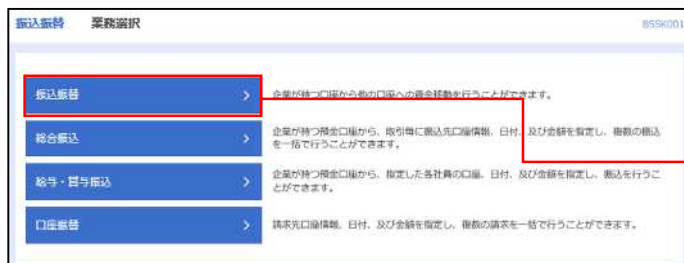 振込振替 業務選択 BSSK001
振込振替 企業が持つ口座から他の口座への資金移動を行うことができます。
総合振込 企業が持つ預金口座から、取引毎に振込先口座情報、日付、及び金額を指定し、複数の振込
を一括で行うことができます。
給与・賞与振込 企業が持つ預金口座から、指定した各社員の口座、日付、及び金額を指定し、振込を行うこ
とができます。
口座振替 請求先口座情報、日付、及び金額を指定し、複数の請求を一括で行うことができます。